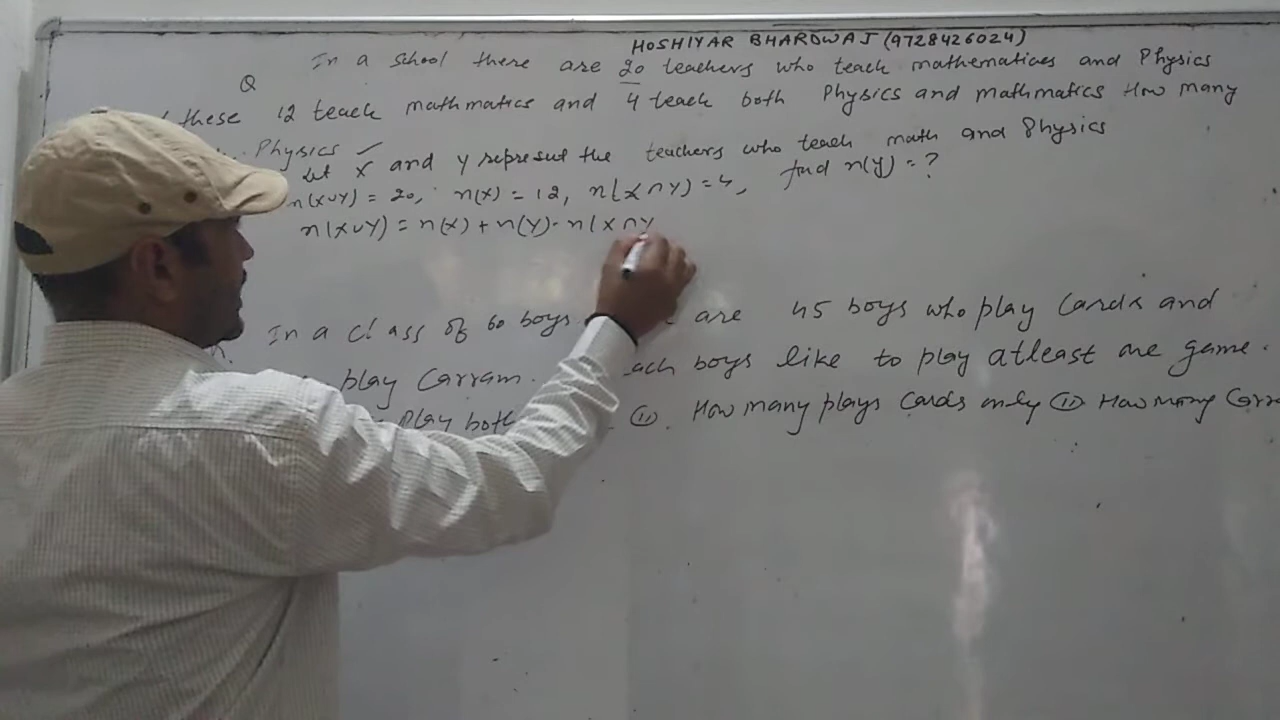 HOSHIYAR BHARDWAJ (9728426024)
Q In a school there are 20 teachers who teach mathematices and Physics
these 12 teach mathmatics and 4 teach both Physics and mathmatics How many
Physics
Let X and Y represent the teachers who teach math and Physics
n(X∪Y) = 20, n(X) = 12, n(X∩Y) = 4, find n(Y) = ?
n(X∪Y) = n(X) + n(Y) - n(X∩Y
In a class of 60 boys are 45 boys who play Cards and
play Carram. boys like to play atleast one game.
play both (ii). How many plays Cards only (ii) How many